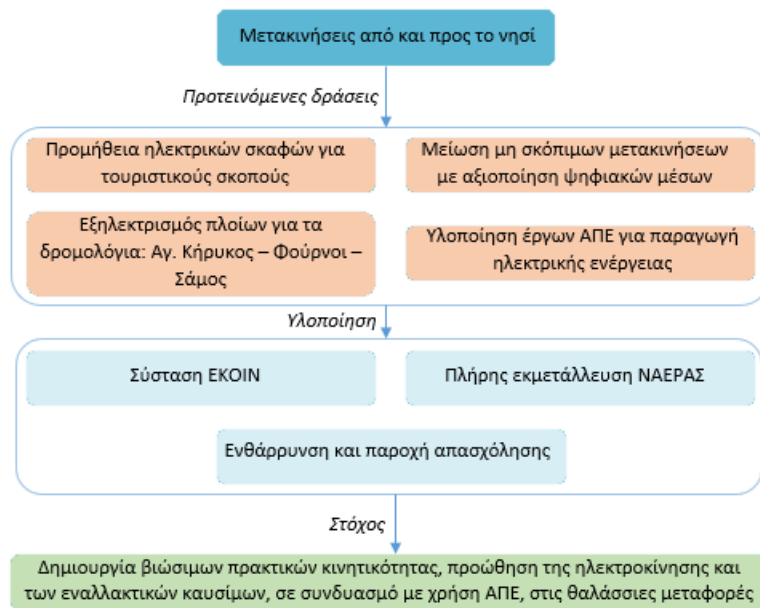 Μετακινήσεις από και προς το νησί
Προτεινόμενες δράσεις
Προμήθεια ηλεκτρικών σκαφών για
τουριστικούς σκοπούς
Μείωση μη σκόπιμων μετακινήσεων
με αξιοποίηση ψηφιακών μέσων
Εξηλεκτρισμός πλοίων για τα
δρομολόγια: Αγ. Κήρυκος – Φούρνοι –
Σάμος
Υλοποίηση έργων ΑΠΕ για παραγωγή
ηλεκτρικής ενέργειας
Υλοποίηση
Σύσταση ΕΚΟΙΝ
Πλήρης εκμετάλλευση ΝΑΕΡΑΣ
Ενθάρρυνση και παροχή απασχόλησης
Στόχος
Δημιουργία βιώσιμων πρακτικών κινητικότητας, προώθηση της ηλεκτροκίνησης και
των εναλλακτικών καυσίμων, σε συνδυασμό με χρήση ΑΠΕ, στις θαλάσσιες μεταφορές